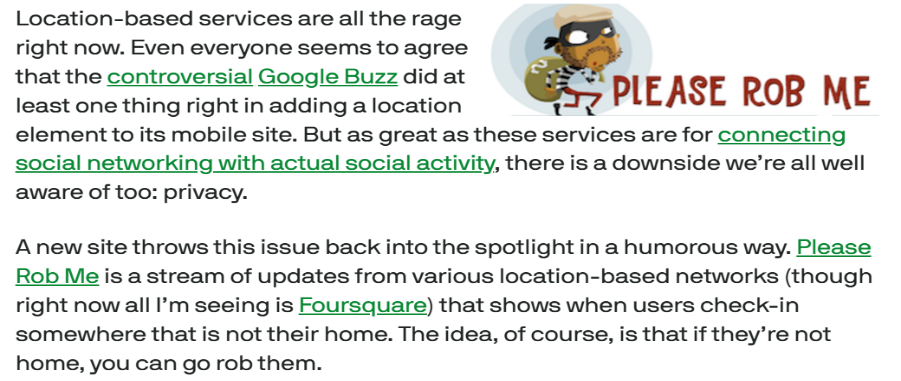 Location-based services are all the rage
right now. Even everyone seems to agree
that the controversial Google Buzz did at
least one thing right in adding a location
PLEASE ROB ME
element to its mobile site. But as great as these services are for connecting
social networking with actual social activity, there is a downside we’re all well
aware of too: privacy.
A new site throws this issue back into the spotlight in a humorous way. Please
Rob Me is a stream of updates from various location-based networks (though
right now all I’m seeing is Foursquare) that shows when users check-in
somewhere that is not their home. The idea, of course, is that if they’re not
home, you can go rob them.